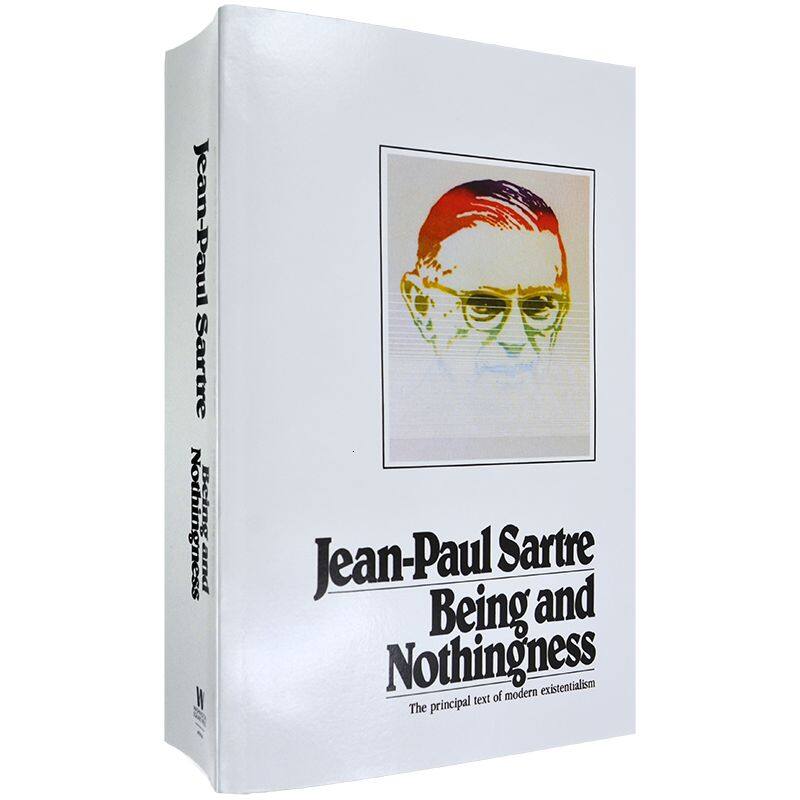 Jean-Paul Sartre
Being and
Nothingness
The principal text of modern existentialism
Jean-Paul Sartre
Being and
Nothingness
W